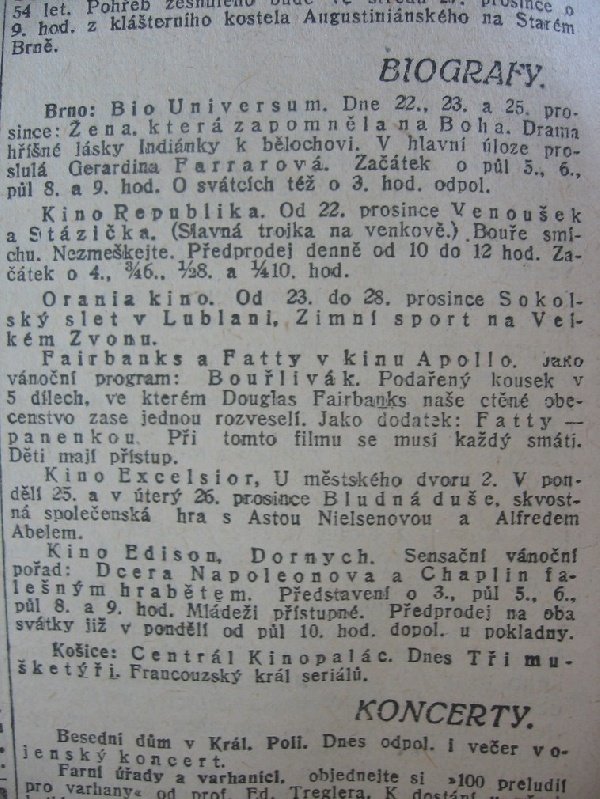 54 let. Pohřeb zesnulého bude ve středu 27. prosince o
9. hod. z klášterního kostela Augustiniánského na Starém
Brně.
BIOGRAFY.
Brno: Bio Universum. Dne 22., 23. a 25. pro-
since: Žena, která zapomněla na Boha. Drama
hříšné lásky Indiánky k bělochovi. V hlavní úloze pro-
slulá Gerardina Farrarová. Začátek o půl 5., 6.,
půl 8. a 9. hod. O svátcích též o 3. hod. odpol.
Kino Republika. Od 22. prosince Venoušek
a Stázička. (Slavná trojka na venkově.) Bouře smí-
chu. Nezmeškejte. Předprodej denně od 10 do 12 hod. Za-
čátek o 4., ¾6., ½8. a ¼10. hod.
Orania kino. Od 23. do 28. prosince Sokol-
ský slet v Lublani, Zimní sport na Vel-
kém Zvonu.
Fairbanks a Fatty v kinu Apollo. Jako
vánoční program: Bouřlivák. Podařený kousek v
5 dílech, ve kterém Douglas Fairbanks naše ctěné obe-
censtvo zase jednou rozveselí. Jako dodatek: Fatty —
panenkou. Při tomto filmu se musí každý smáti.
Děti mají přístup.
Kino Excelsior, U městského dvoru 2. V pon-
dělí 25. a v úterý 26. prosince Bludná duše, skvost-
ná společenská hra s Astou Nielsenovou a Alfredem
Abelem.
Kino Edison, Dornych. Sensační vánoční
pořad: Dcera Napoleonova a Chaplin fa-
lešným hrabětem. Představení o 3., půl 5., 6.,
půl 8. a 9. hod. Mládeži přístupné. Předprodej na oba
svátky již v pondělí od půl 10. hod. dopol. u pokladny.
Košice: Centrál Kinopalác. Dnes Tři mu-
šketýři. Francouzský král seriálů.
KONCERTY.
Besední dům v Král. Poli. Dnes odpol. i večer vo-
jenský koncert.
Farní úřady a varhaníci, objednejte si »100 preludií
pro varhany« od prof. Ed. Treglera. K dostání